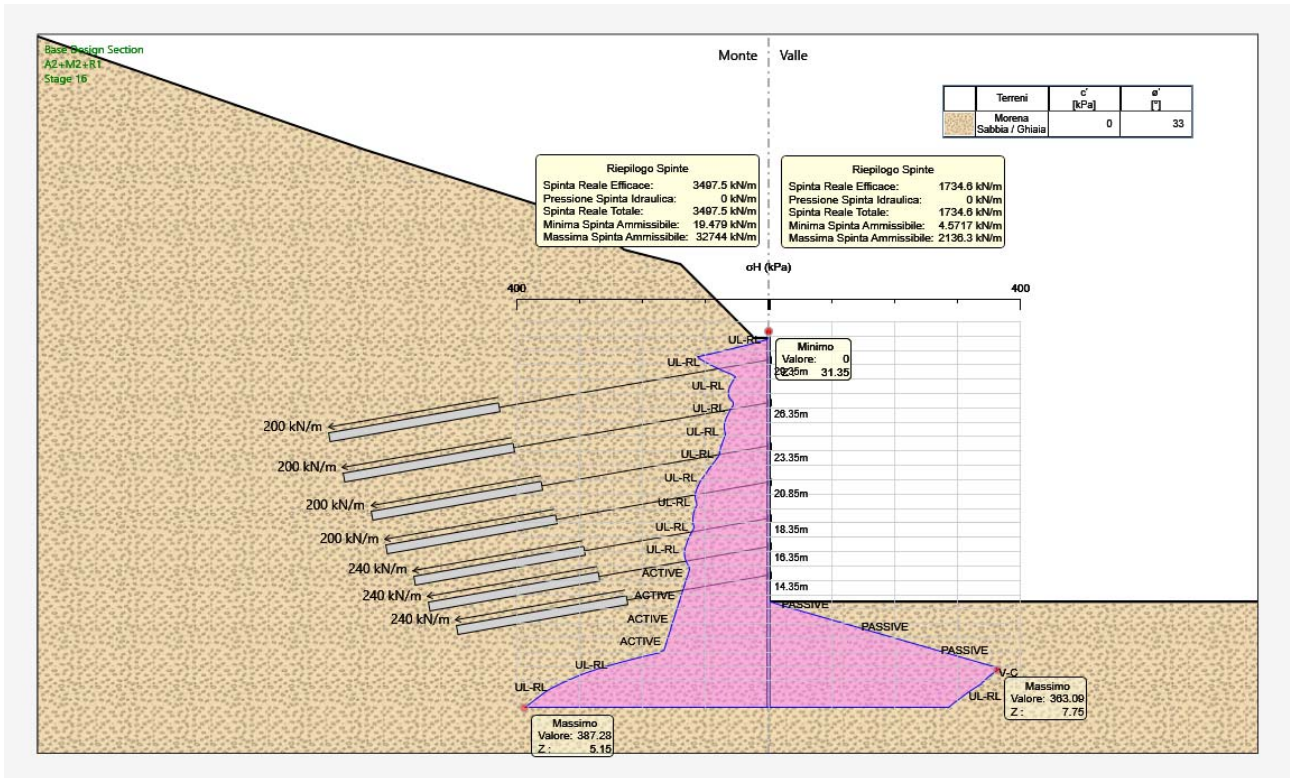 Base Design Section
A2+M2+R1
Stage 16
Monte
Valle
Terreni
c'
[kPa]
ø'
[°]
Morena
Sabbia / Ghiaia
0
33
Riepilogo Spinte
Spinta Reale Efficace: 3497.5 kN/m
Pressione Spinta Idraulica: 0 kN/m
Spinta Reale Totale: 3497.5 kN/m
Minima Spinta Ammissibile: 19.479 kN/m
Massima Spinta Ammissibile: 32744 kN/m
Riepilogo Spinte
Spinta Reale Efficace: 1734.6 kN/m
Pressione Spinta Idraulica: 0 kN/m
Spinta Reale Totale: 1734.6 kN/m
Minima Spinta Ammissibile: 4.5717 kN/m
Massima Spinta Ammissibile: 2136.3 kN/m
σH (kPa)
400
400
UL-RL
Minimo
Valore: 0
Z : 31.35
29.35m
UL-RL
UL-RL
UL-RL
26.35m
200 kN/m
UL-RL
UL-RL
23.35m
200 kN/m
UL-RL
20.85m
200 kN/m
UL-RL
UL-RL
18.35m
200 kN/m
UL-RL
16.35m
240 kN/m
ACTIVE
14.35m
240 kN/m
ACTIVE
PASSIVE
240 kN/m
ACTIVE
PASSIVE
ACTIVE
PASSIVE
UL-RL
V-C
UL-RL
UL-RL
Massimo
Valore: 363.09
Z : 7.75
Massimo
Valore: 387.28
Z : 5.15